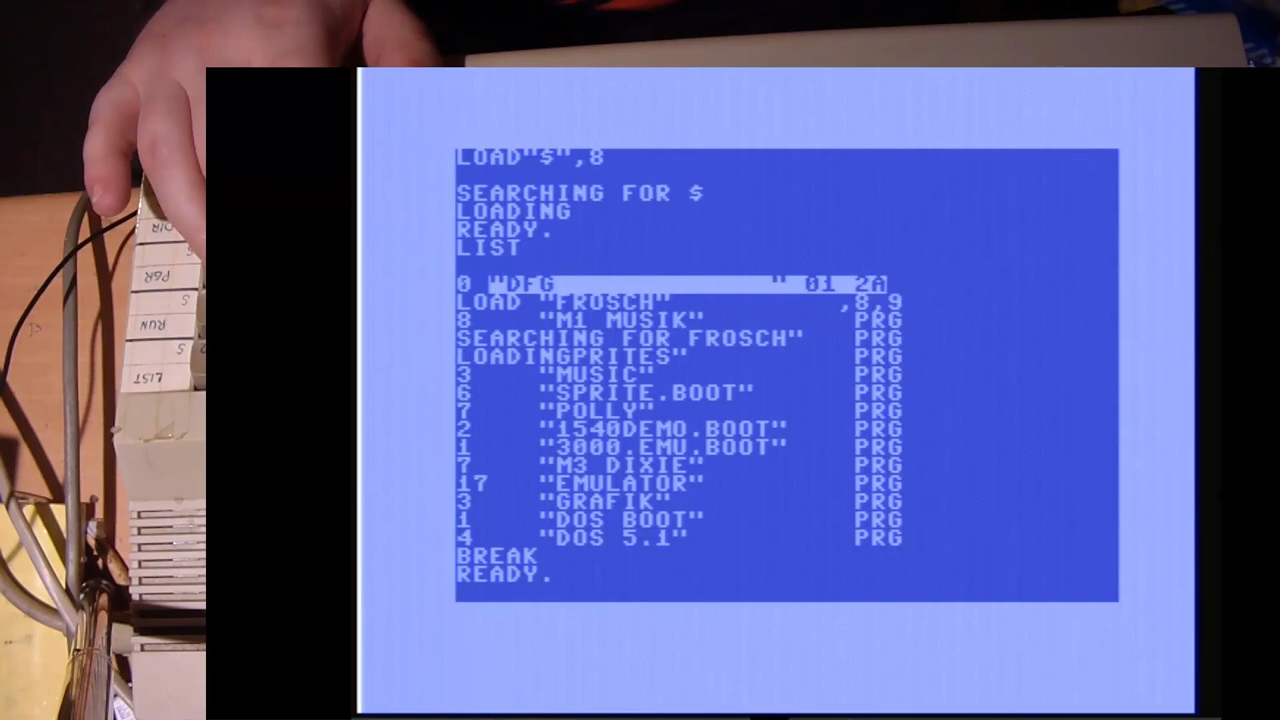 LOAD"$",8
SEARCHING FOR $
LOADING
READY.
LIST
0 "DFG             " 01 2A
LOAD "FROSCH"          ,8,9
8    "M1 MUSIK"         PRG
SEARCHING FOR FROSCH"   PRG
LOADINGPRITES"          PRG
3    "MUSIC"            PRG
6    "SPRITE.BOOT"      PRG
7    "POLLY"            PRG
2    "1540DEMO.BOOT"    PRG
1    "3000.EMU.BOOT"    PRG
7    "M3 DIXIE"         PRG
17   "EMULATOR"         PRG
3    "GRAFIK"           PRG
1    "DOS BOOT"         PRG
4    "DOS 5.1"          PRG
BREAK
READY.
DIR
S
PGR
S
RUN
S
LIST